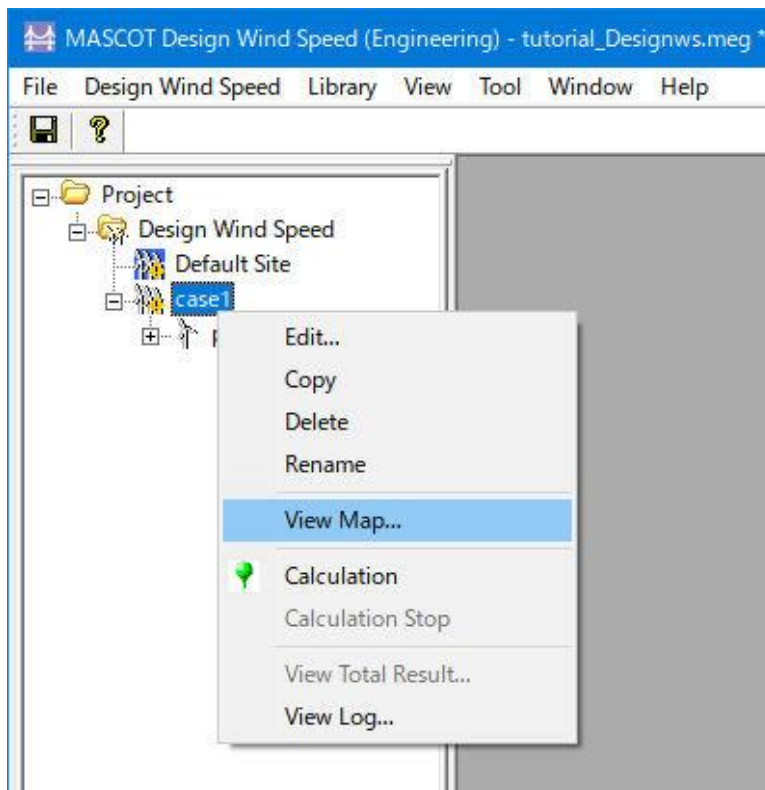 MASCOT Design Wind Speed (Engineering) - tutorial_Designws.meg *
File Design Wind Speed Library View Tool Window Help
Project
Design Wind Speed
Default Site
case1
Edit...
Copy
Delete
Rename
View Map...
Calculation
Calculation Stop
View Total Result...
View Log...